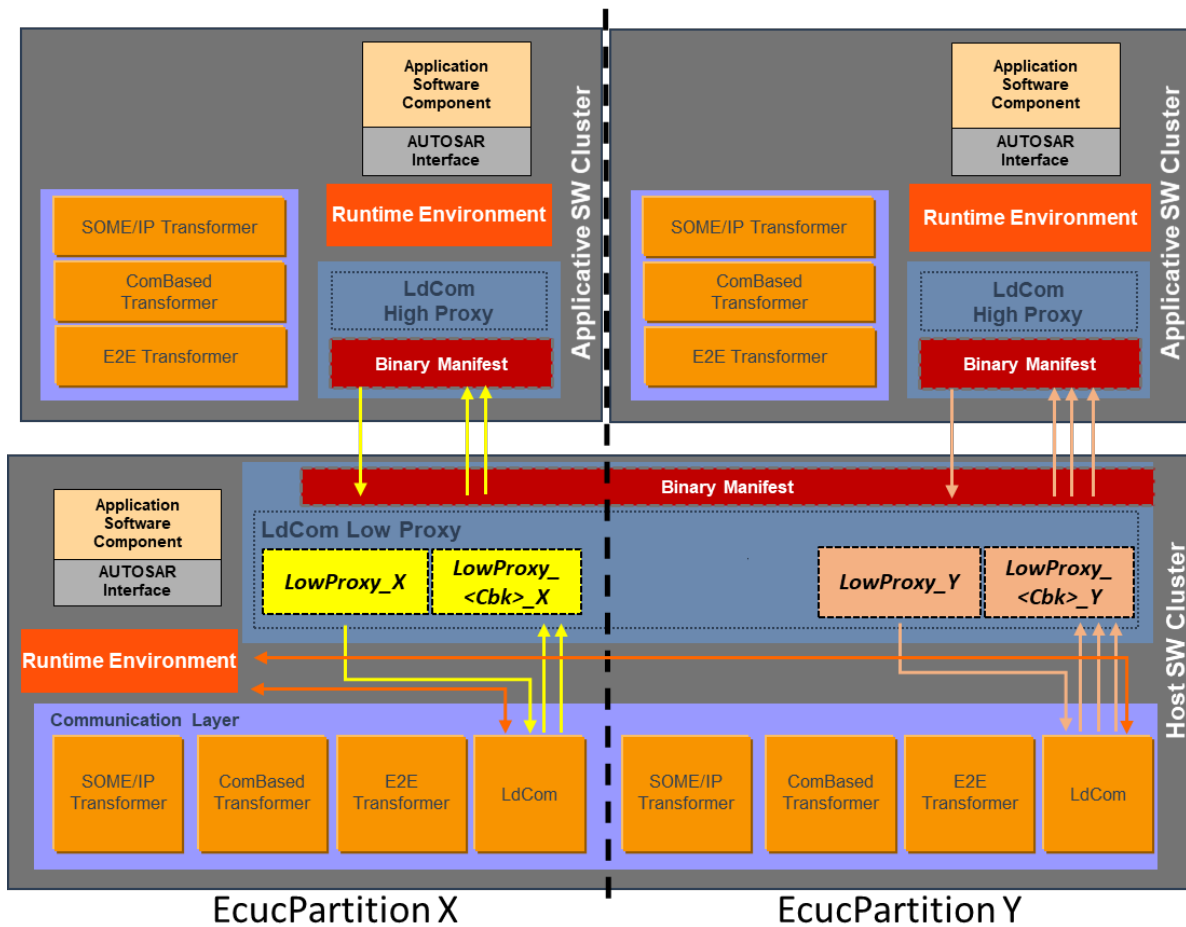 Application
Software
Component
AUTOSAR
Interface
Runtime Environment
SOME/IP Transformer
ComBased
Transformer
E2E Transformer
LdCom
High Proxy
Binary Manifest
Applicative SW Cluster
Application
Software
Component
AUTOSAR
Interface
Runtime Environment
SOME/IP Transformer
ComBased
Transformer
E2E Transformer
LdCom
High Proxy
Binary Manifest
Applicative SW Cluster
Binary Manifest
Application
Software
Component
AUTOSAR
Interface
LdCom Low Proxy
LowProxy_X
LowProxy_
<Cbk>_X
LowProxy_Y
LowProxy_
<Cbk>_Y
Runtime Environment
Host SW Cluster
Communication Layer
SOME/IP
Transformer
ComBased
Transformer
E2E
Transformer
LdCom
SOME/IP
Transformer
ComBased
Transformer
E2E
Transformer
LdCom
EcucPartition X
EcucPartition Y